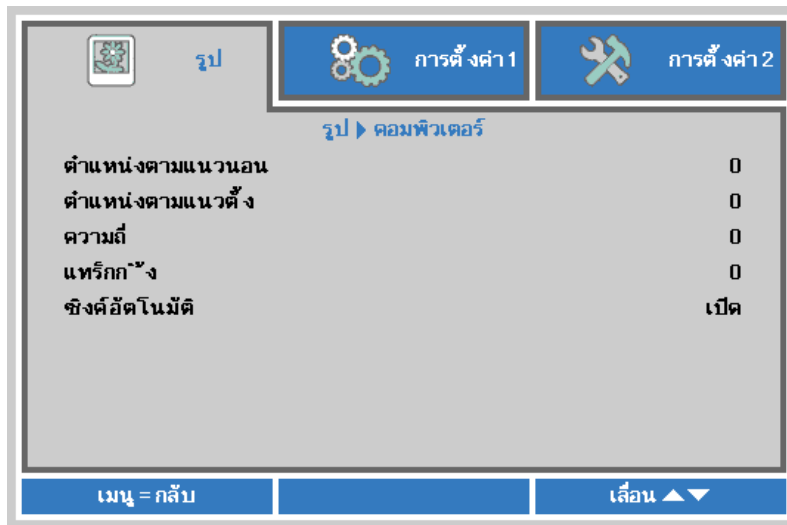 รูป การตั้งค่า 1 การตั้งค่า 2
รูป ▶ คอมพิวเตอร์
ตำแหน่งตามแนวนอน 0
ตำแหน่งตามแนวตั้ง 0
ความถี่ 0
แทร็กกิ้ง 0
ซิงค์อัตโนมัติ เปิด
เมนู = กลับ เลื่อน ▲▼